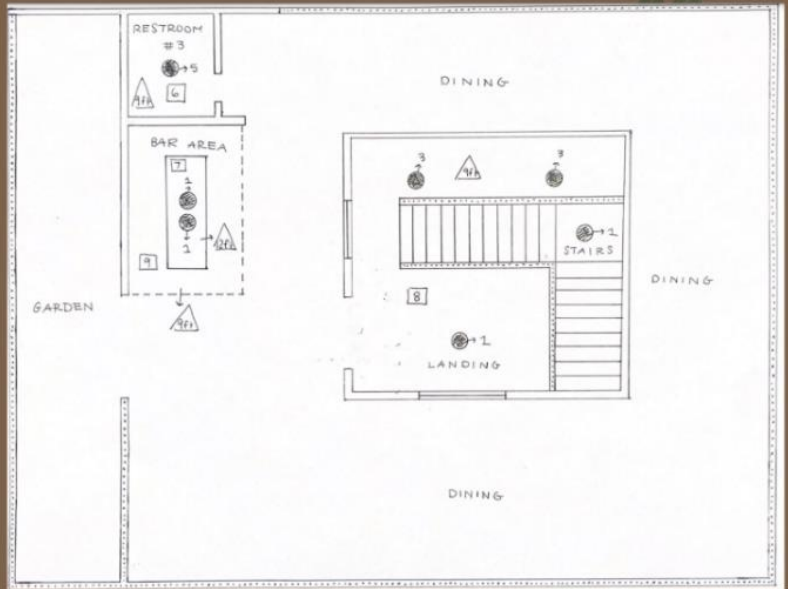 RESTROOM
#3
5
9ft
6
DINING
BAR AREA
7
1
1
9
9ft
3
9ft
3
1
STAIRS
DINING
GARDEN
8
1
LANDING
DINING